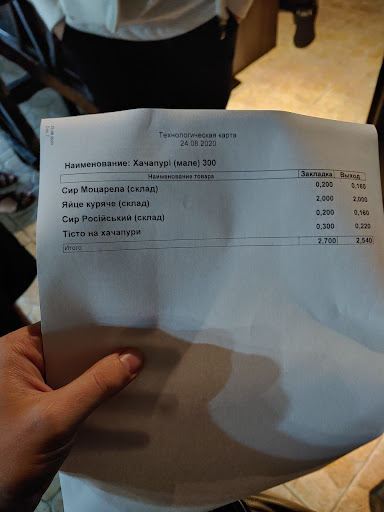 Технологическая карта
24.08.2020
Наименование: Хачапурі (мале) 300
Наименование товара Закладка Выход
Сир Моцарела (склад) 0,200 0,160
Яйце куряче (склад) 2,000 2,000
Сир Російський (склад) 0,200 0,160
Тісто на хачапури 0,300 0,220
Итого 2,700 2,540